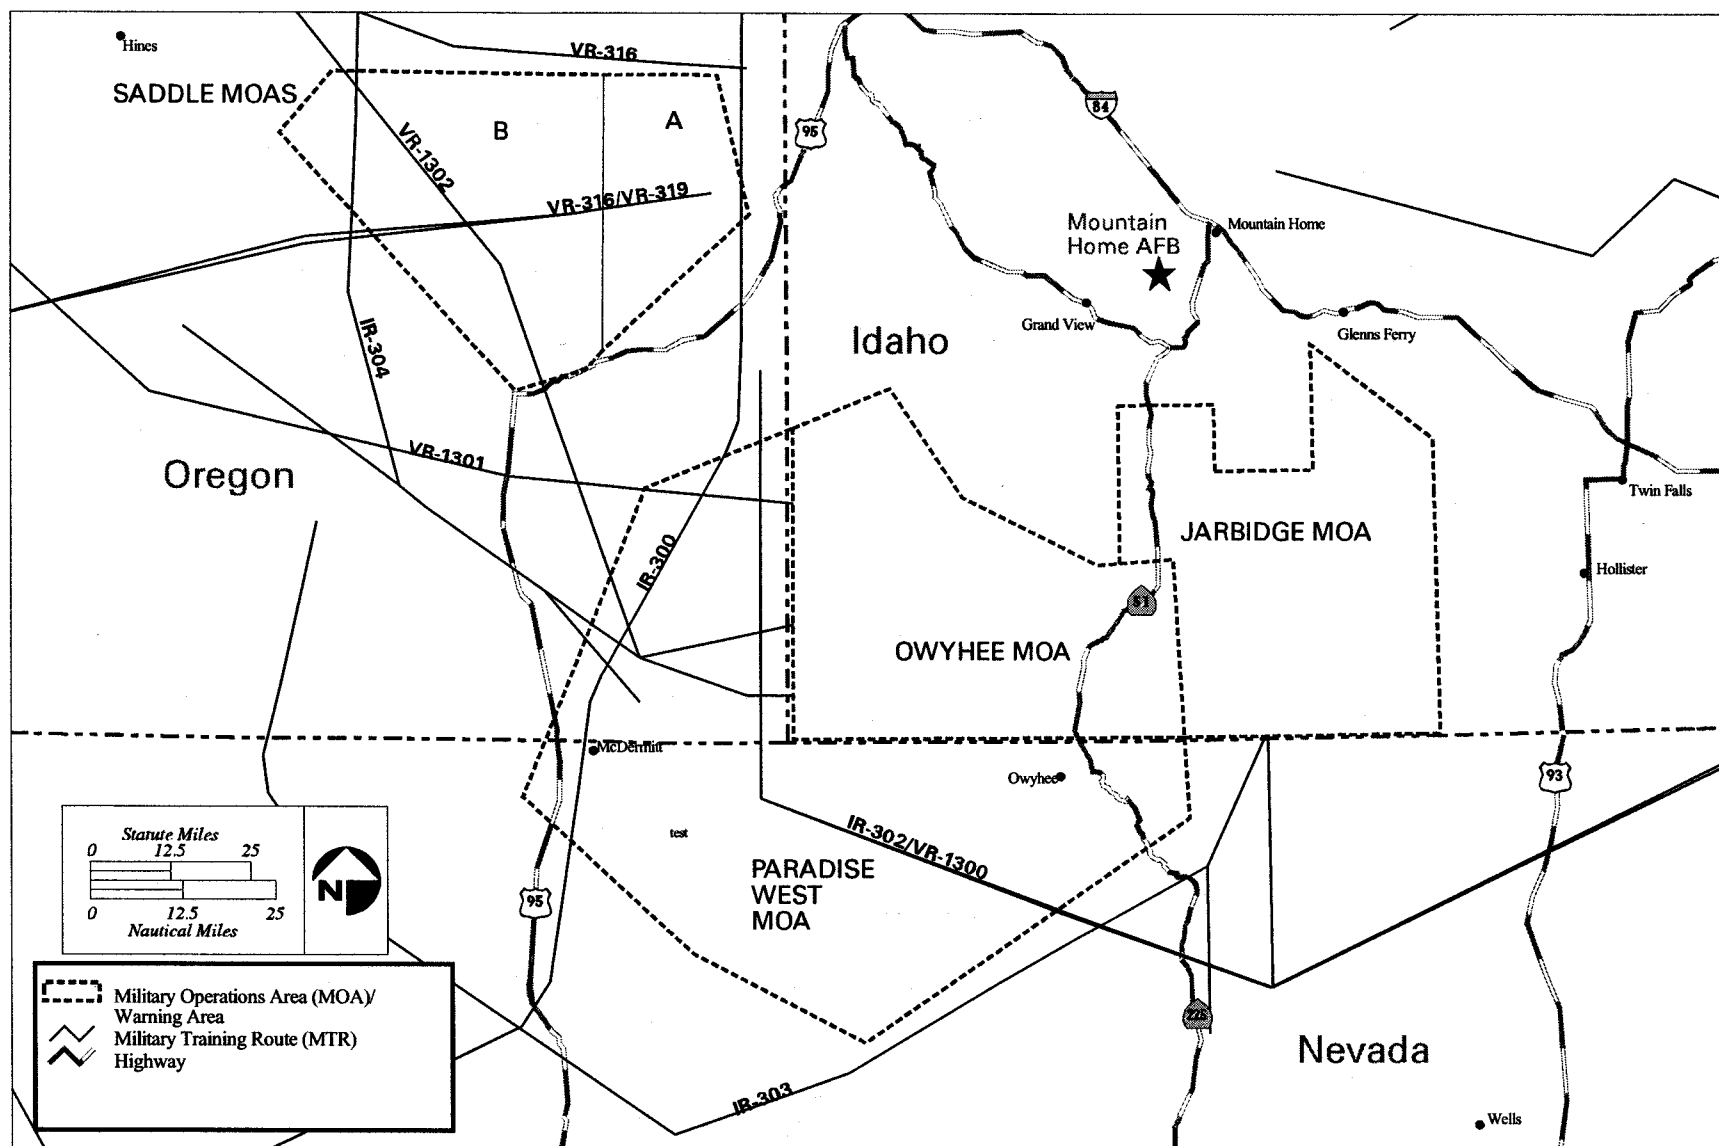 Hines
SADDLE MOAS
VR-316
B
A
VR-1302
VR-316/VR-319
95
84
Mountain
Home AFB
Mountain Home
Grand View
Glenns Ferry
Idaho
IR-304
VR-1301
Oregon
IR-300
Twin Falls
JARBIDGE MOA
Hollister
51
OWYHEE MOA
McDermitt
Owyhee
93
test
IR-302/VR-1300
PARADISE
WEST
MOA
95
225
Nevada
IR-303
Wells
Statute Miles
0 12.5 25
0 12.5 25
Nautical Miles
N
Military Operations Area (MOA)/
Warning Area
Military Training Route (MTR)
Highway